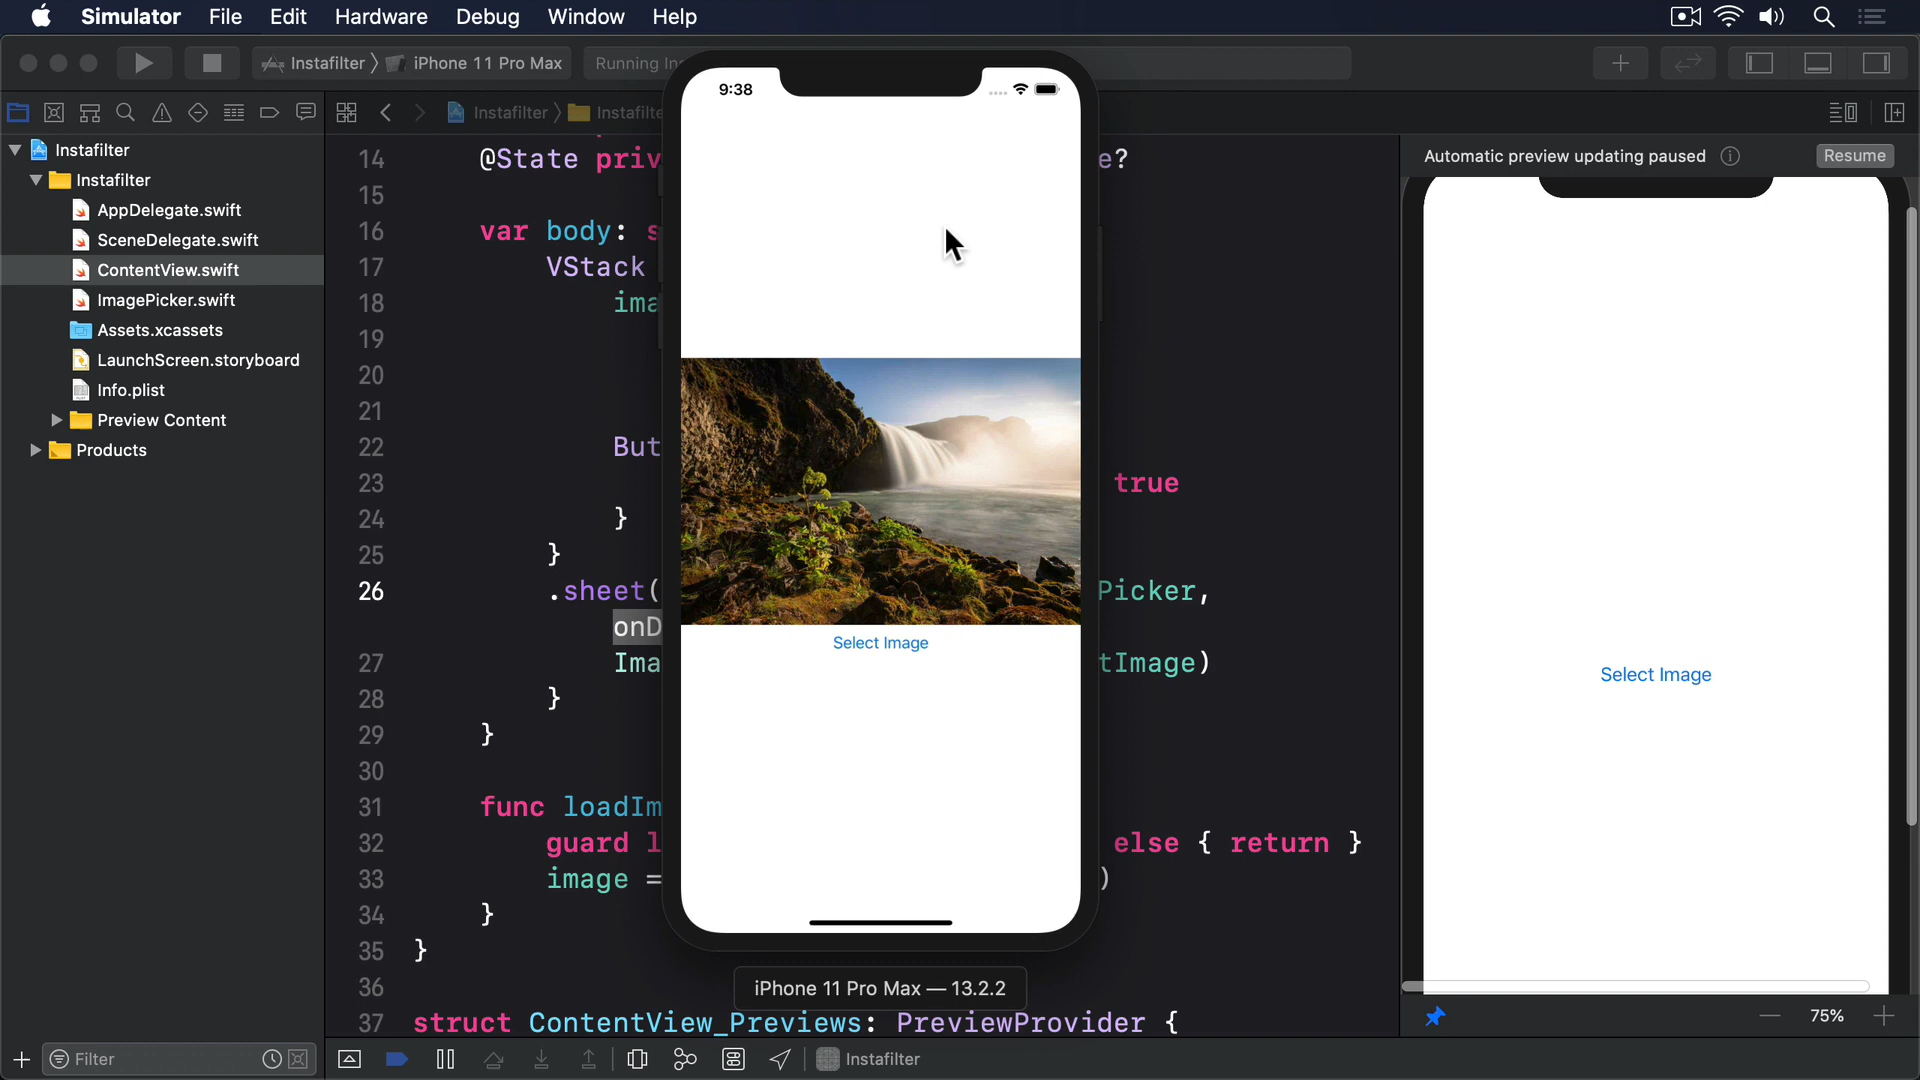 Simulator File Edit Hardware Debug Window Help
Instafilter iPhone 11 Pro Max Running
Instafilter
9:38
Instafilter
Instafilter
AppDelegate.swift
SceneDelegate.swift
ContentView.swift
ImagePicker.swift
Assets.xcassets
LaunchScreen.storyboard
Info.plist
Preview Content
Products
14 @State priv e?
15
16 var body: s
17 VStack
18 ima
19
20
21
22 But
23 true
24 }
25 }
26 .sheet( Picker,
onD
27 Ima tImage)
28 }
29 }
30
31 func loadIm
32 guard l else { return }
33 image = )
34 }
35 }
36
37 struct ContentView_Previews: PreviewProvider {
Select Image
iPhone 11 Pro Max — 13.2.2
Automatic preview updating paused Resume
Select Image
75%
Filter
Instafilter